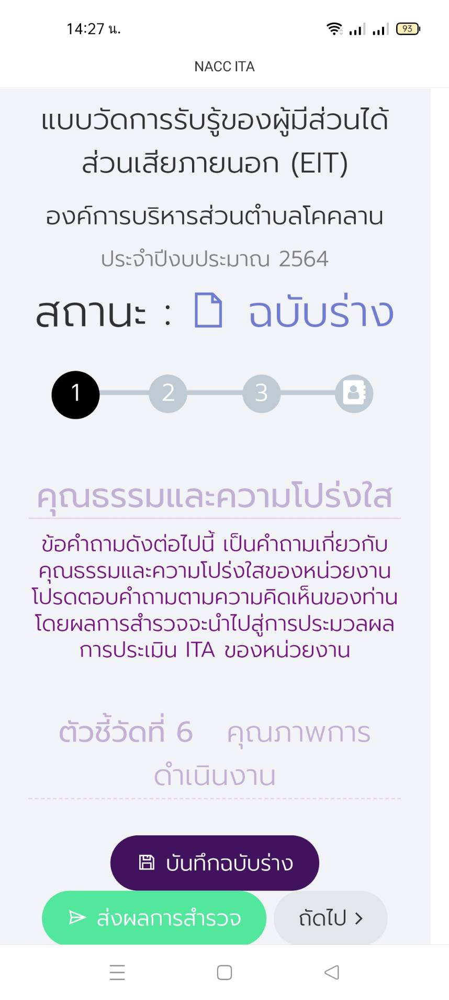 14:27 น.
93
NACC ITA
แบบวัดการรับรู้ของผู้มีส่วนได้
ส่วนเสียภายนอก (EIT)
องค์การบริหารส่วนตำบลโคคลาน
ประจำปีงบประมาณ 2564
สถานะ : ฉบับร่าง
1 2 3
คุณธรรมและความโปร่งใส
ข้อคำถามดังต่อไปนี้ เป็นคำถามเกี่ยวกับ
คุณธรรมและความโปร่งใสของหน่วยงาน
โปรดตอบคำถามตามความคิดเห็นของท่าน
โดยผลการสำรวจจะนำไปสู่การประมวลผล
การประเมิน ITA ของหน่วยงาน
ตัวชี้วัดที่ 6 คุณภาพการ
ดำเนินงาน
บันทึกฉบับร่าง
ส่งผลการสำรวจ ถัดไป